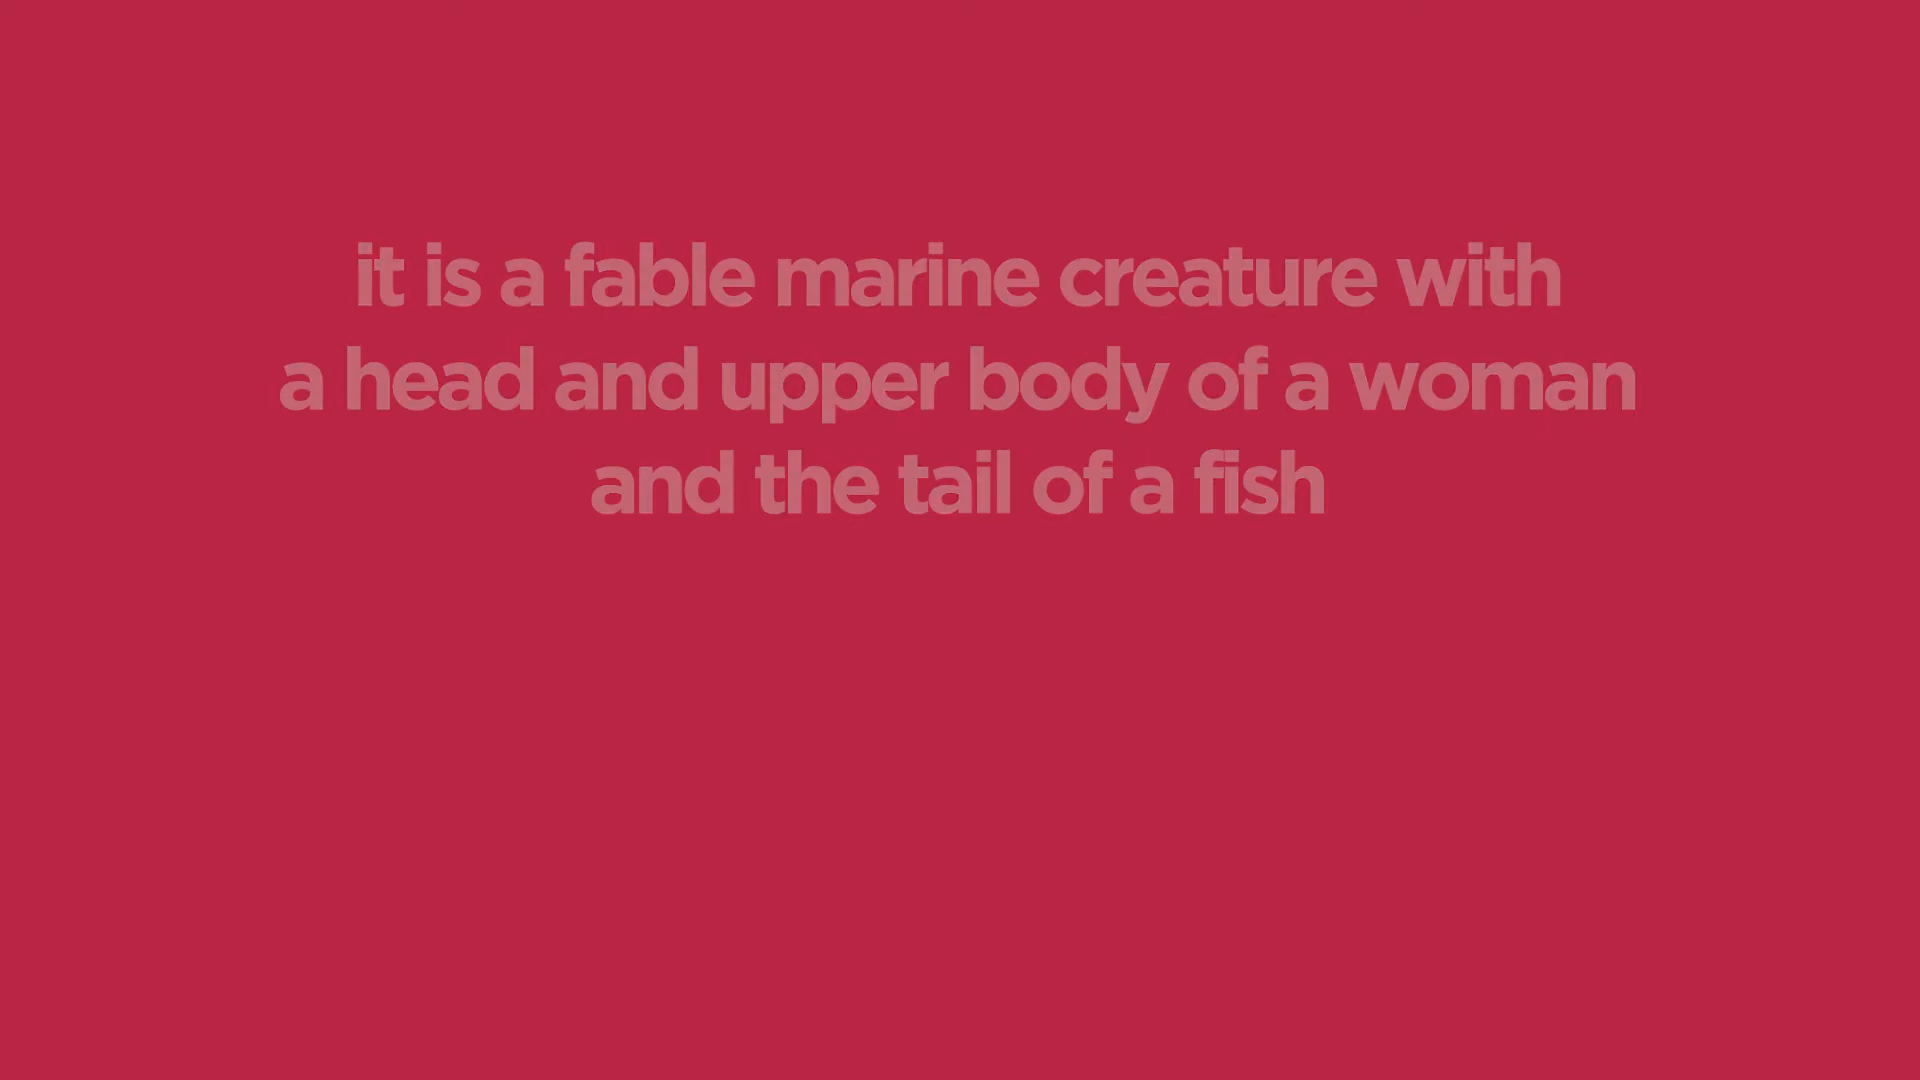 it is a fable marine creature with
a head and upper body of a woman
and the tail of a fish